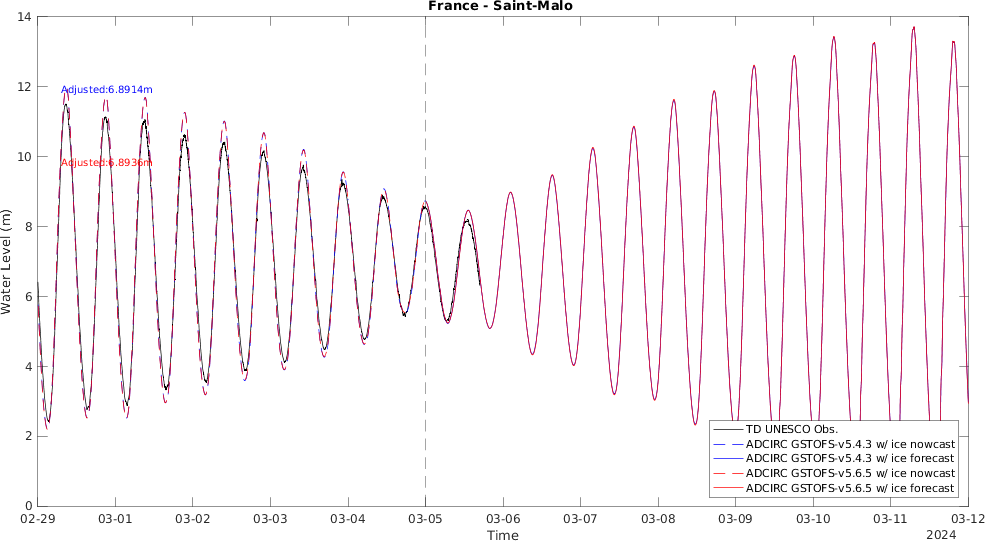 France - Saint-Malo
14
12
10
8
6
4
2
0
Water Level (m)
Adjusted:6.8914m
Adjusted:6.8936m
TD UNESCO Obs.
ADCIRC GSTOFS-v5.4.3 w/ ice nowcast
ADCIRC GSTOFS-v5.4.3 w/ ice forecast
ADCIRC GSTOFS-v5.6.5 w/ ice nowcast
ADCIRC GSTOFS-v5.6.5 w/ ice forecast
02-29 03-01 03-02 03-03 03-04 03-05 03-06 03-07 03-08 03-09 03-10 03-11 03-12
Time
2024